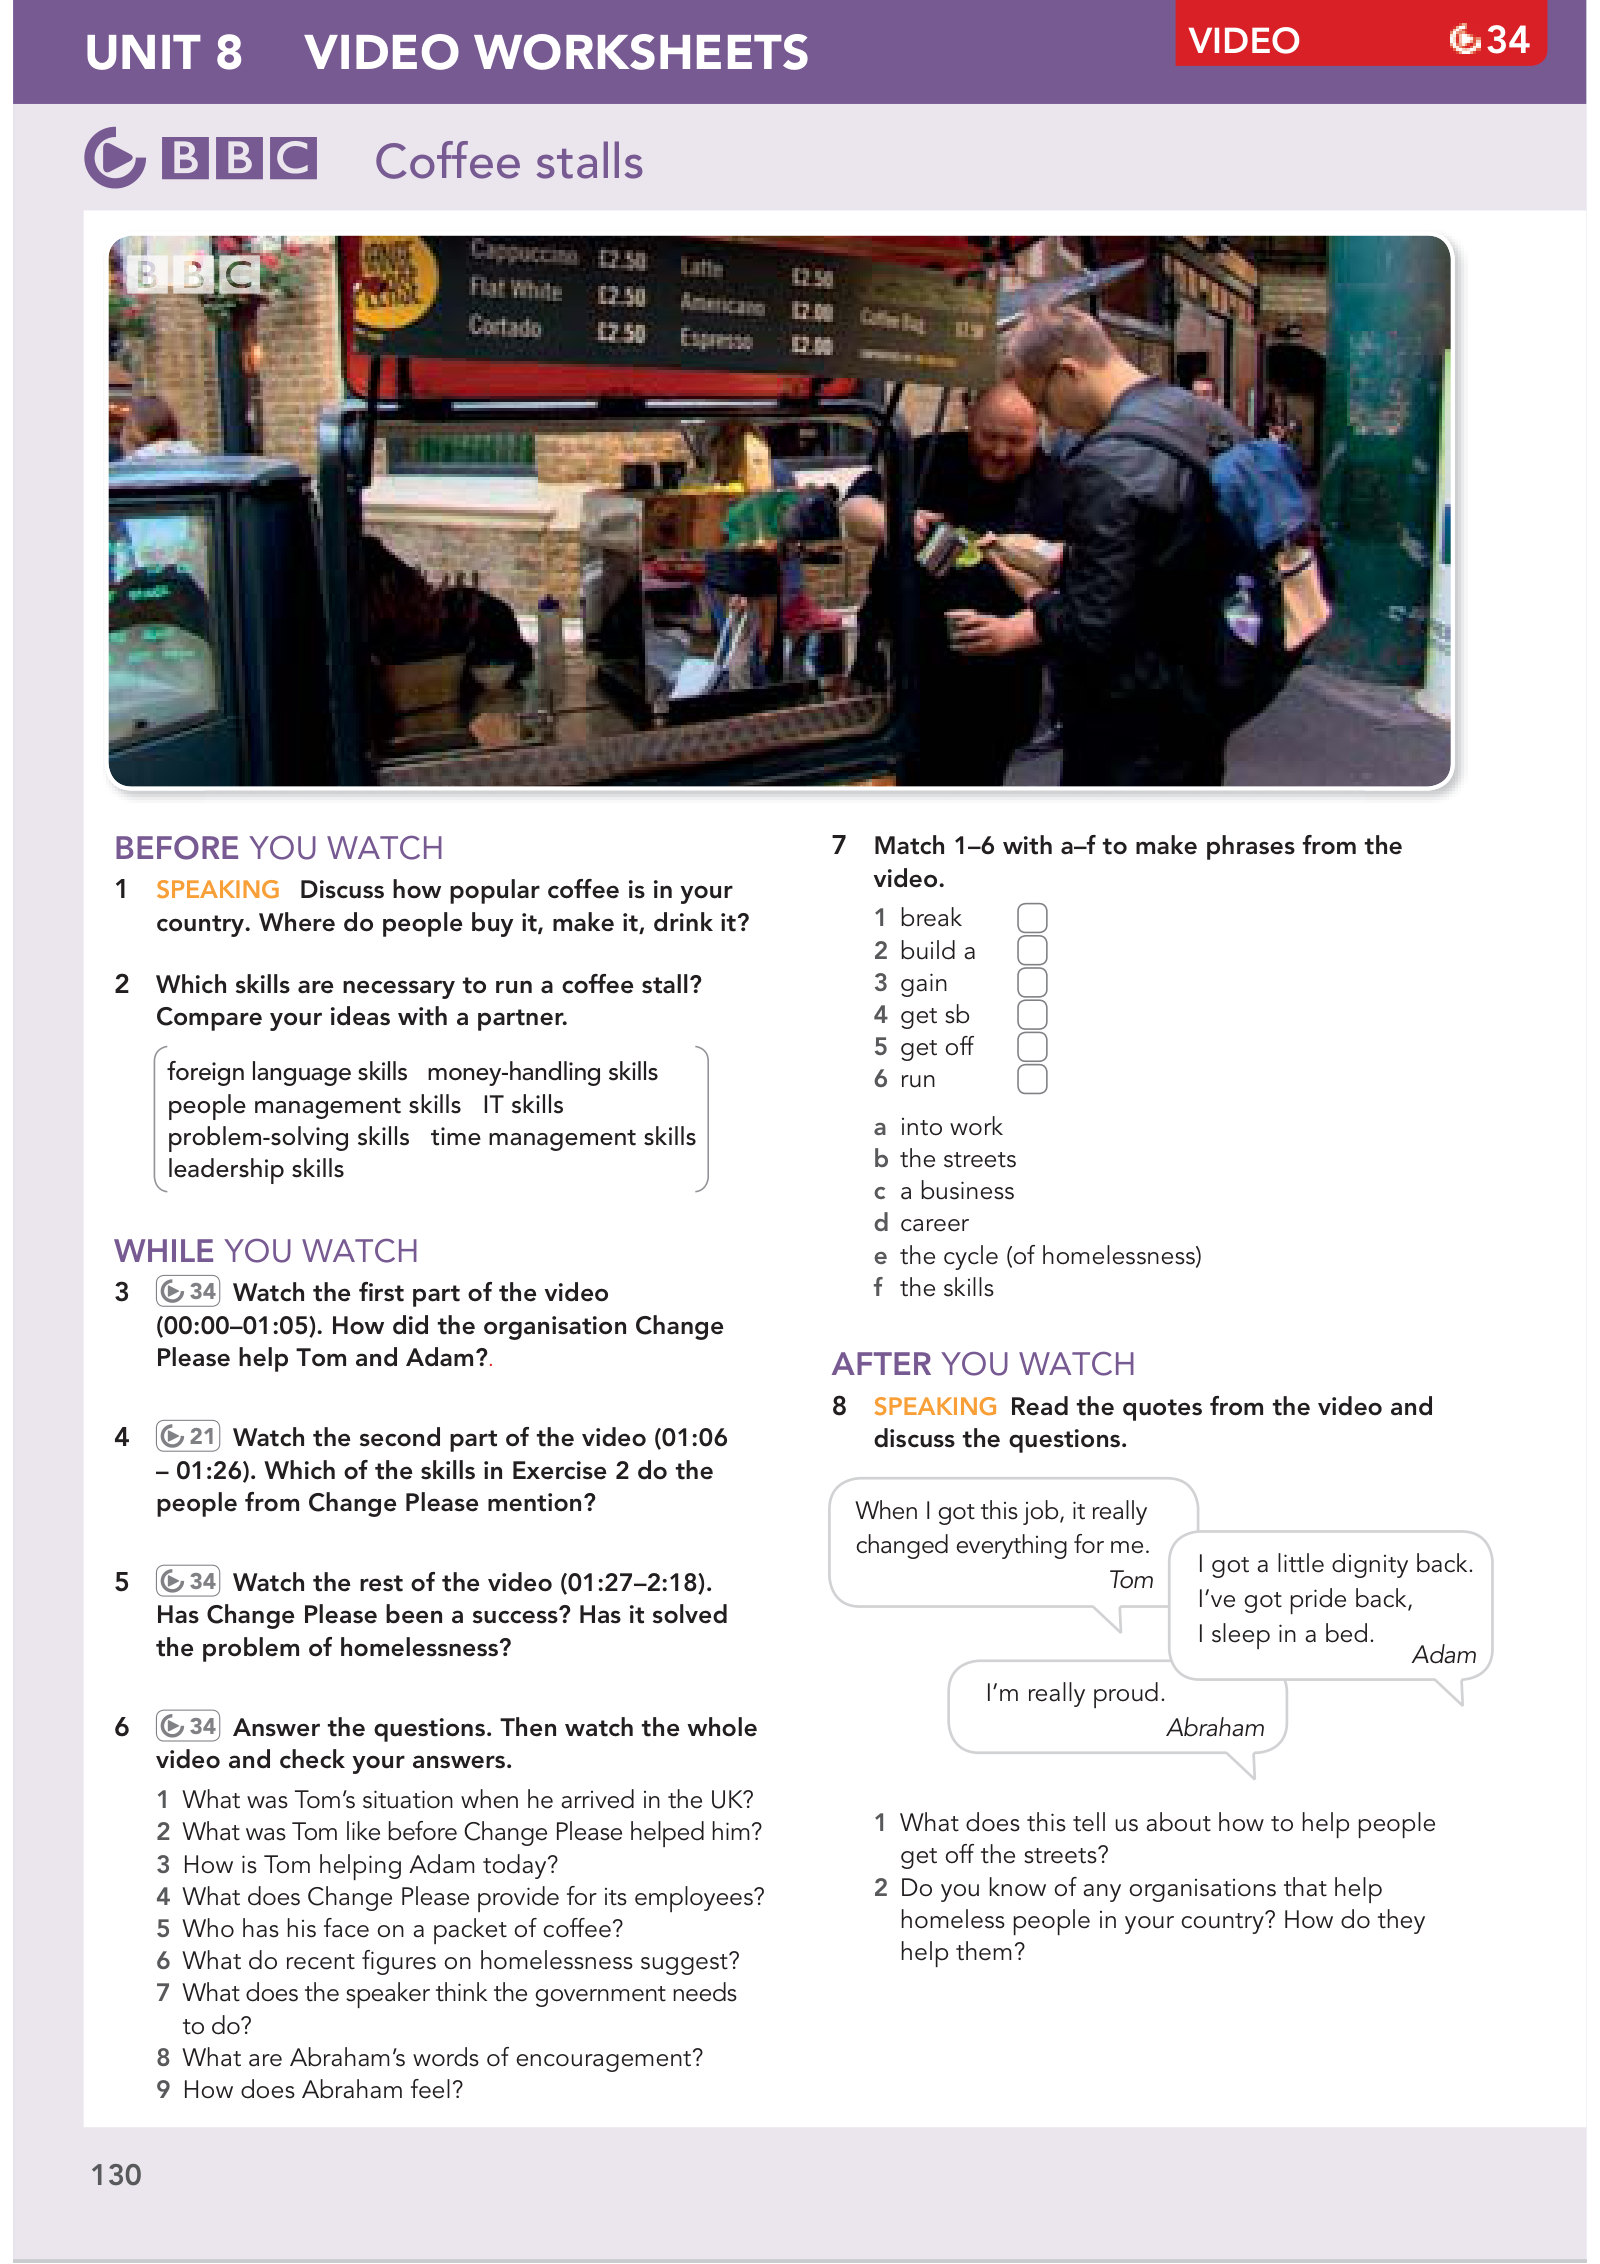 UNIT 8 VIDEO WORKSHEETS
VIDEO 34
BBC Coffee stalls
BBC
Cappuccino £2.50
Flat White £2.50
Cortado £2.50
Latte £2.50
Americano £2.00
Espresso £2.00
BEFORE YOU WATCH
1 SPEAKING Discuss how popular coffee is in your
country. Where do people buy it, make it, drink it?
2 Which skills are necessary to run a coffee stall?
Compare your ideas with a partner.
foreign language skills money-handling skills
people management skills IT skills
problem-solving skills time management skills
leadership skills
WHILE YOU WATCH
3 34 Watch the first part of the video
(00:00–01:05). How did the organisation Change
Please help Tom and Adam?.
4 21 Watch the second part of the video (01:06
– 01:26). Which of the skills in Exercise 2 do the
people from Change Please mention?
5 34 Watch the rest of the video (01:27–2:18).
Has Change Please been a success? Has it solved
the problem of homelessness?
6 34 Answer the questions. Then watch the whole
video and check your answers.
1 What was Tom's situation when he arrived in the UK?
2 What was Tom like before Change Please helped him?
3 How is Tom helping Adam today?
4 What does Change Please provide for its employees?
5 Who has his face on a packet of coffee?
6 What do recent figures on homelessness suggest?
7 What does the speaker think the government needs
to do?
8 What are Abraham's words of encouragement?
9 How does Abraham feel?
7 Match 1–6 with a–f to make phrases from the
video.
1 break
2 build a
3 gain
4 get sb
5 get off
6 run
a into work
b the streets
c a business
d career
e the cycle (of homelessness)
f the skills
AFTER YOU WATCH
8 SPEAKING Read the quotes from the video and
discuss the questions.
When I got this job, it really
changed everything for me.
Tom
I got a little dignity back.
I've got pride back,
I sleep in a bed.
Adam
I'm really proud.
Abraham
1 What does this tell us about how to help people
get off the streets?
2 Do you know of any organisations that help
homeless people in your country? How do they
help them?
130